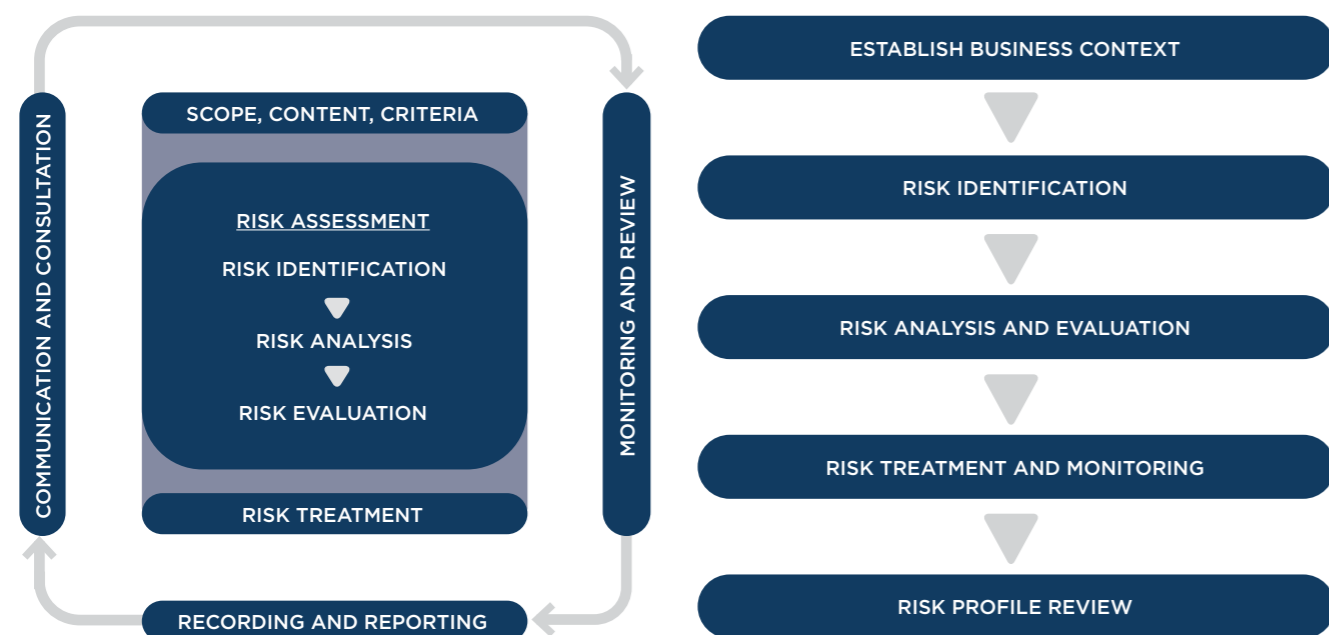 COMMUNICATION AND CONSULTATION
SCOPE, CONTENT, CRITERIA
RISK ASSESSMENT
RISK IDENTIFICATION
RISK ANALYSIS
RISK EVALUATION
RISK TREATMENT
MONITORING AND REVIEW
RECORDING AND REPORTING
ESTABLISH BUSINESS CONTEXT
RISK IDENTIFICATION
RISK ANALYSIS AND EVALUATION
RISK TREATMENT AND MONITORING
RISK PROFILE REVIEW